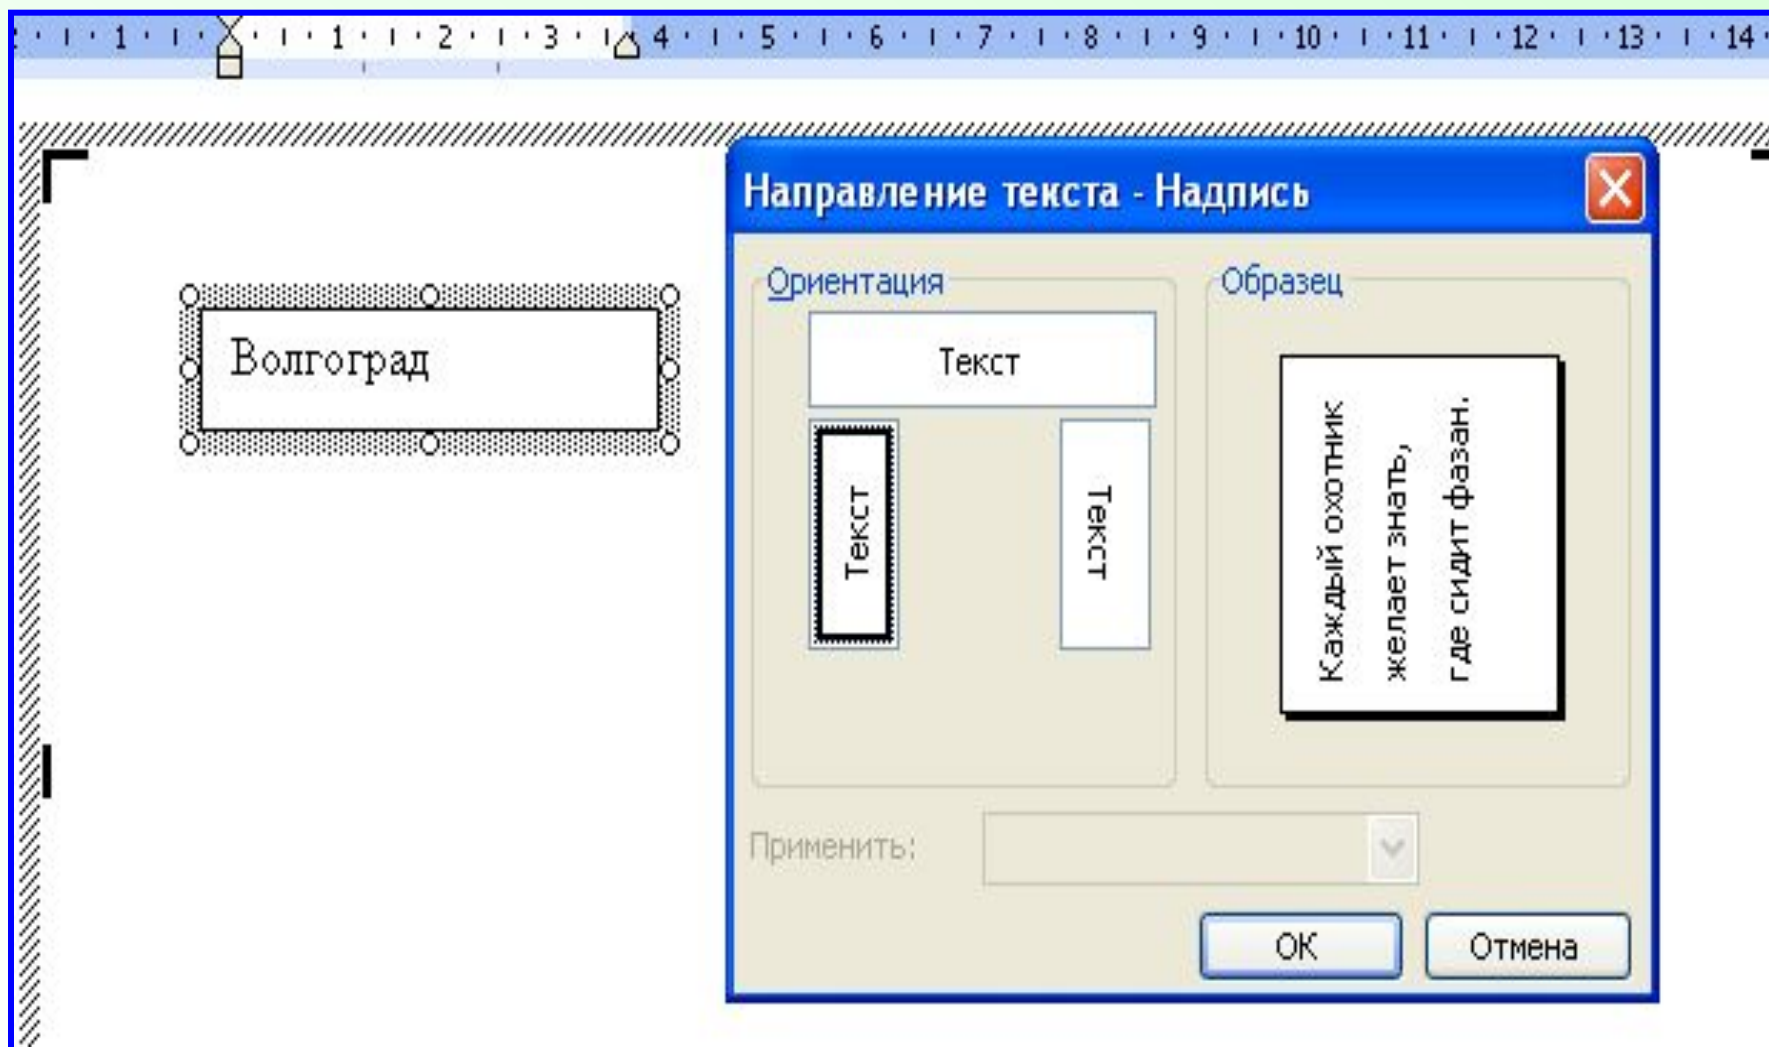 1 1 2 3 4 5 6 7 8 9 10 11 12 13 14
Волгоград
Направление текста - Надпись
Ориентация
Текст
Текст
Текст
Образец
Каждый охотник
желает знать,
где сидит фазан.
Применить:
ОК
Отмена